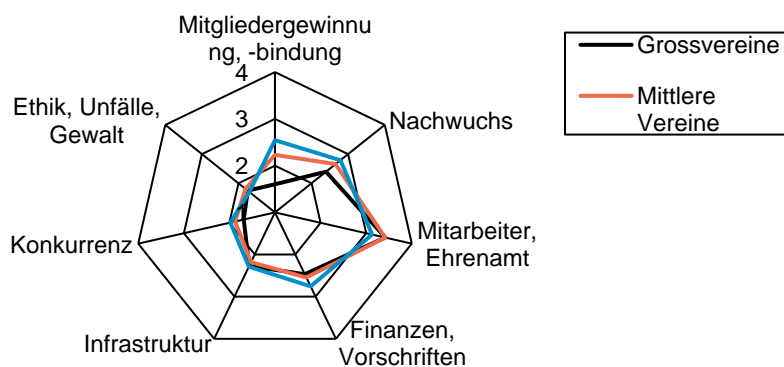 Mitgliedergewinnu
ng, -bindung
4
3
2
Nachwuchs
Mitarbeiter,
Ehrenamt
Finanzen,
Vorschriften
Infrastruktur
Konkurrenz
Ethik, Unfälle,
Gewalt
Grossvereine
Mittlere
Vereine